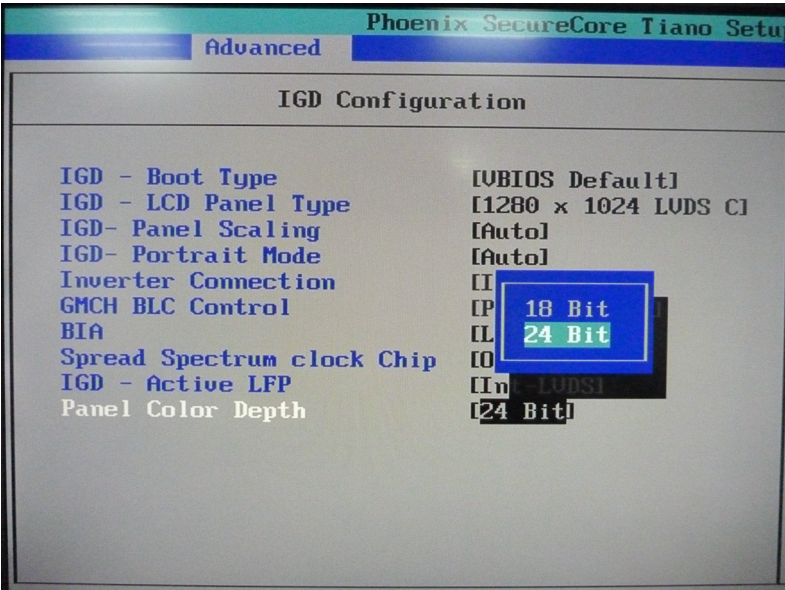 Phoenix SecureCore Tiano Setu
Advanced
IGD Configuration
IGD - Boot Type [VBIOS Default]
IGD - LCD Panel Type [1280 x 1024 LVDS C]
IGD- Panel Scaling [Auto]
IGD- Portrait Mode [Auto]
Inverter Connection [I
GMCH BLC Control [P
18 Bit
BIA [L
24 Bit
Spread Spectrum clock Chip [O
IGD - Active LFP [Int-LVDS]
Panel Color Depth [24 Bit]